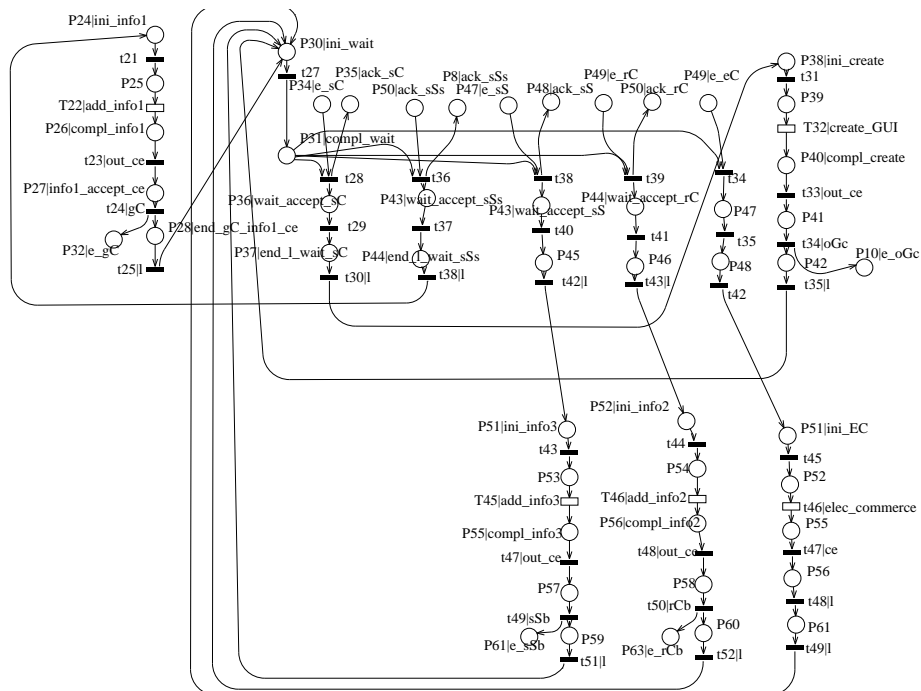 P24|ini_info1
t21
P25
T22|add_info1
P26|compl_info1
t23|out_ce
P27|info1_accept_ce
t24|gC
P28|end_gC_info1_ce
P32|e_gC
t25|l
P30|ini_wait
t27
P34|e_sC
P35|ack_sC
P50|ack_sSs
P8|ack_sSs
P47|e_sS
P48|ack_sS
P49|e_rC
P50|ack_rC
P49|e_eC
P31|compl_wait
t28
t36
t38
t39
t34
P36|wait_accept_sC
P43|wait_accept_sSs
P43|wait_accept_sS
P44|wait_accept_rC
P47
t29
t37
t40
t41
t35
P37|end_l_wait_sC
P44|end_l_wait_sSs
P45
P46
P48
t30|l
t38|l
t42|l
t43|l
t42
P38|ini_create
t31
P39
T32|create_GUI
P40|compl_create
t33|out_ce
P41
t34|oGc
P42
P10|e_oGc
t35|l
P51|ini_info3
t43
P53
T45|add_info3
P55|compl_info3
t47|out_ce
P57
t49|sSb
P61|e_sSb
P59
t51|l
P52|ini_info2
t44
P54
T46|add_info2
P56|compl_info2
t48|out_ce
P58
t50|rCb
P60
P63|e_rCb
t52|l
P51|ini_EC
t45
P52
t46|elec_commerce
P55
t47|ce
P56
t48|l
P61
t49|l